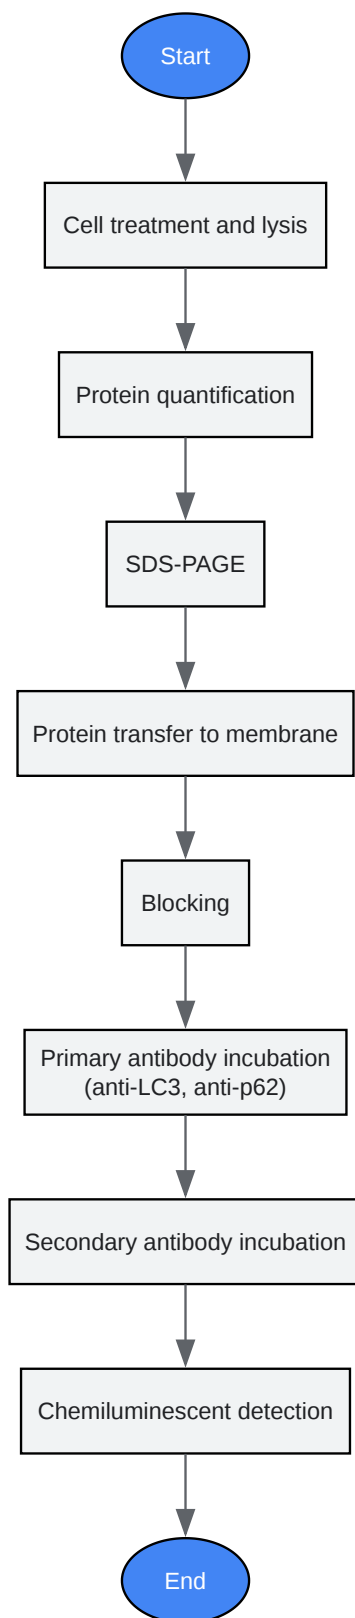 Start
Cell treatment and lysis
Protein quantification
SDS-PAGE
Protein transfer to membrane
Blocking
Primary antibody incubation
(anti-LC3, anti-p62)
Secondary antibody incubation
Chemiluminescent detection
End